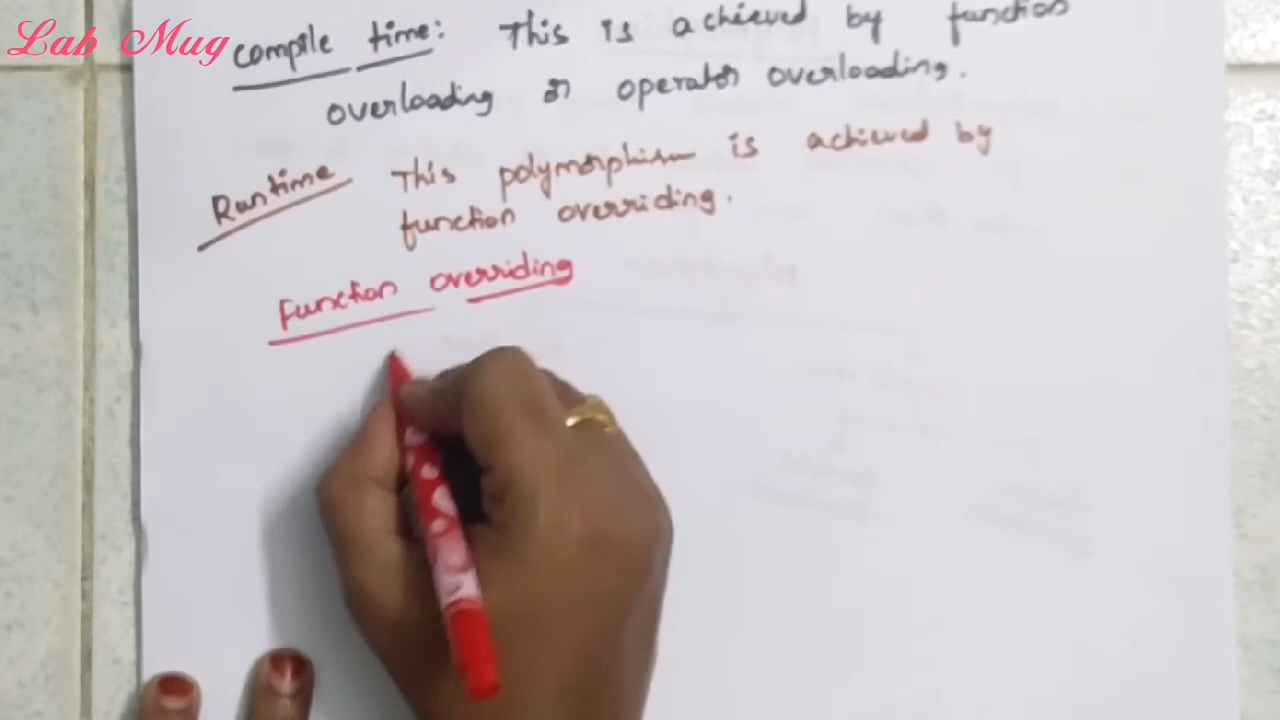 Lab Mug
compile time: This is achieved by function
overloading or operator overloading.
Runtime This polymorphism is achieved by
function overriding.
Function overriding